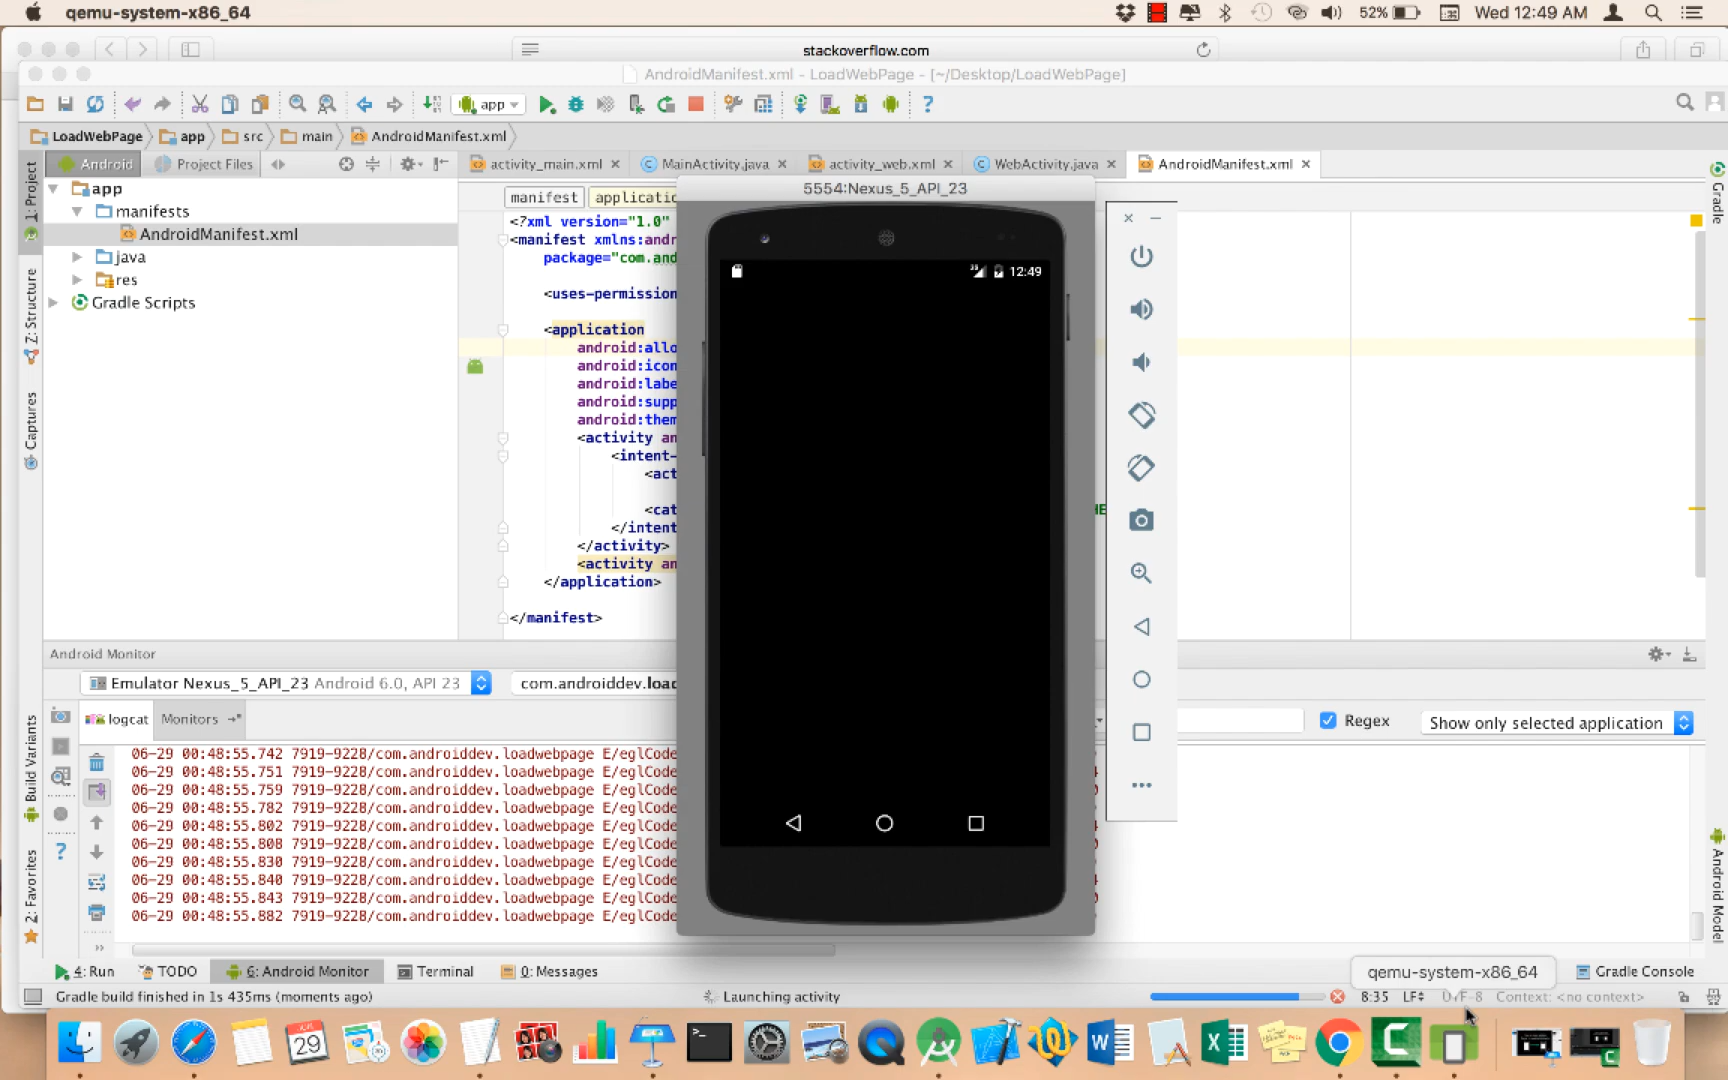 qemu-system-x86_64
52%
Wed 12:49 AM
stackoverflow.com
AndroidManifest.xml - LoadWebPage - [~/Desktop/LoadWebPage]
app
LoadWebPage
app
src
main
AndroidManifest.xml
Android
Project Files
activity_main.xml
MainActivity.java
activity_web.xml
WebActivity.java
AndroidManifest.xml
1: Project
Z: Structure
Captures
Build Variants
2: Favorites
Gradle
Android Model
app
manifests
AndroidManifest.xml
java
res
Gradle Scripts
manifest
applicatio
<?xml version="1.0"
<manifest xmlns:andr
package="com.and
<uses-permission
<application
android:allo
android:icon
android:labe
android:supp
android:them
<activity an
<intent-
<act
<cat
HE
</intent
</activity>
<activity an
</application>
</manifest>
5554:Nexus_5_API_23
12:49
Android Monitor
Emulator Nexus_5_API_23 Android 6.0, API 23
com.androiddev.load
logcat
Monitors
Regex
Show only selected application
06-29 00:48:55.742 7919-9228/com.androiddev.loadwebpage E/eglCode
06-29 00:48:55.751 7919-9228/com.androiddev.loadwebpage E/eglCode
06-29 00:48:55.759 7919-9228/com.androiddev.loadwebpage E/eglCode
06-29 00:48:55.782 7919-9228/com.androiddev.loadwebpage E/eglCode
06-29 00:48:55.802 7919-9228/com.androiddev.loadwebpage E/eglCode
06-29 00:48:55.808 7919-9228/com.androiddev.loadwebpage E/eglCode
06-29 00:48:55.830 7919-9228/com.androiddev.loadwebpage E/eglCode
06-29 00:48:55.840 7919-9228/com.androiddev.loadwebpage E/eglCode
06-29 00:48:55.843 7919-9228/com.androiddev.loadwebpage E/eglCode
06-29 00:48:55.882 7919-9228/com.androiddev.loadwebpage E/eglCode
4: Run
TODO
6: Android Monitor
Terminal
0: Messages
qemu-system-x86_64
Gradle Console
Gradle build finished in 1s 435ms (moments ago)
Launching activity
8:35
LF
UTF-8
Context: <no context>
JUN
29